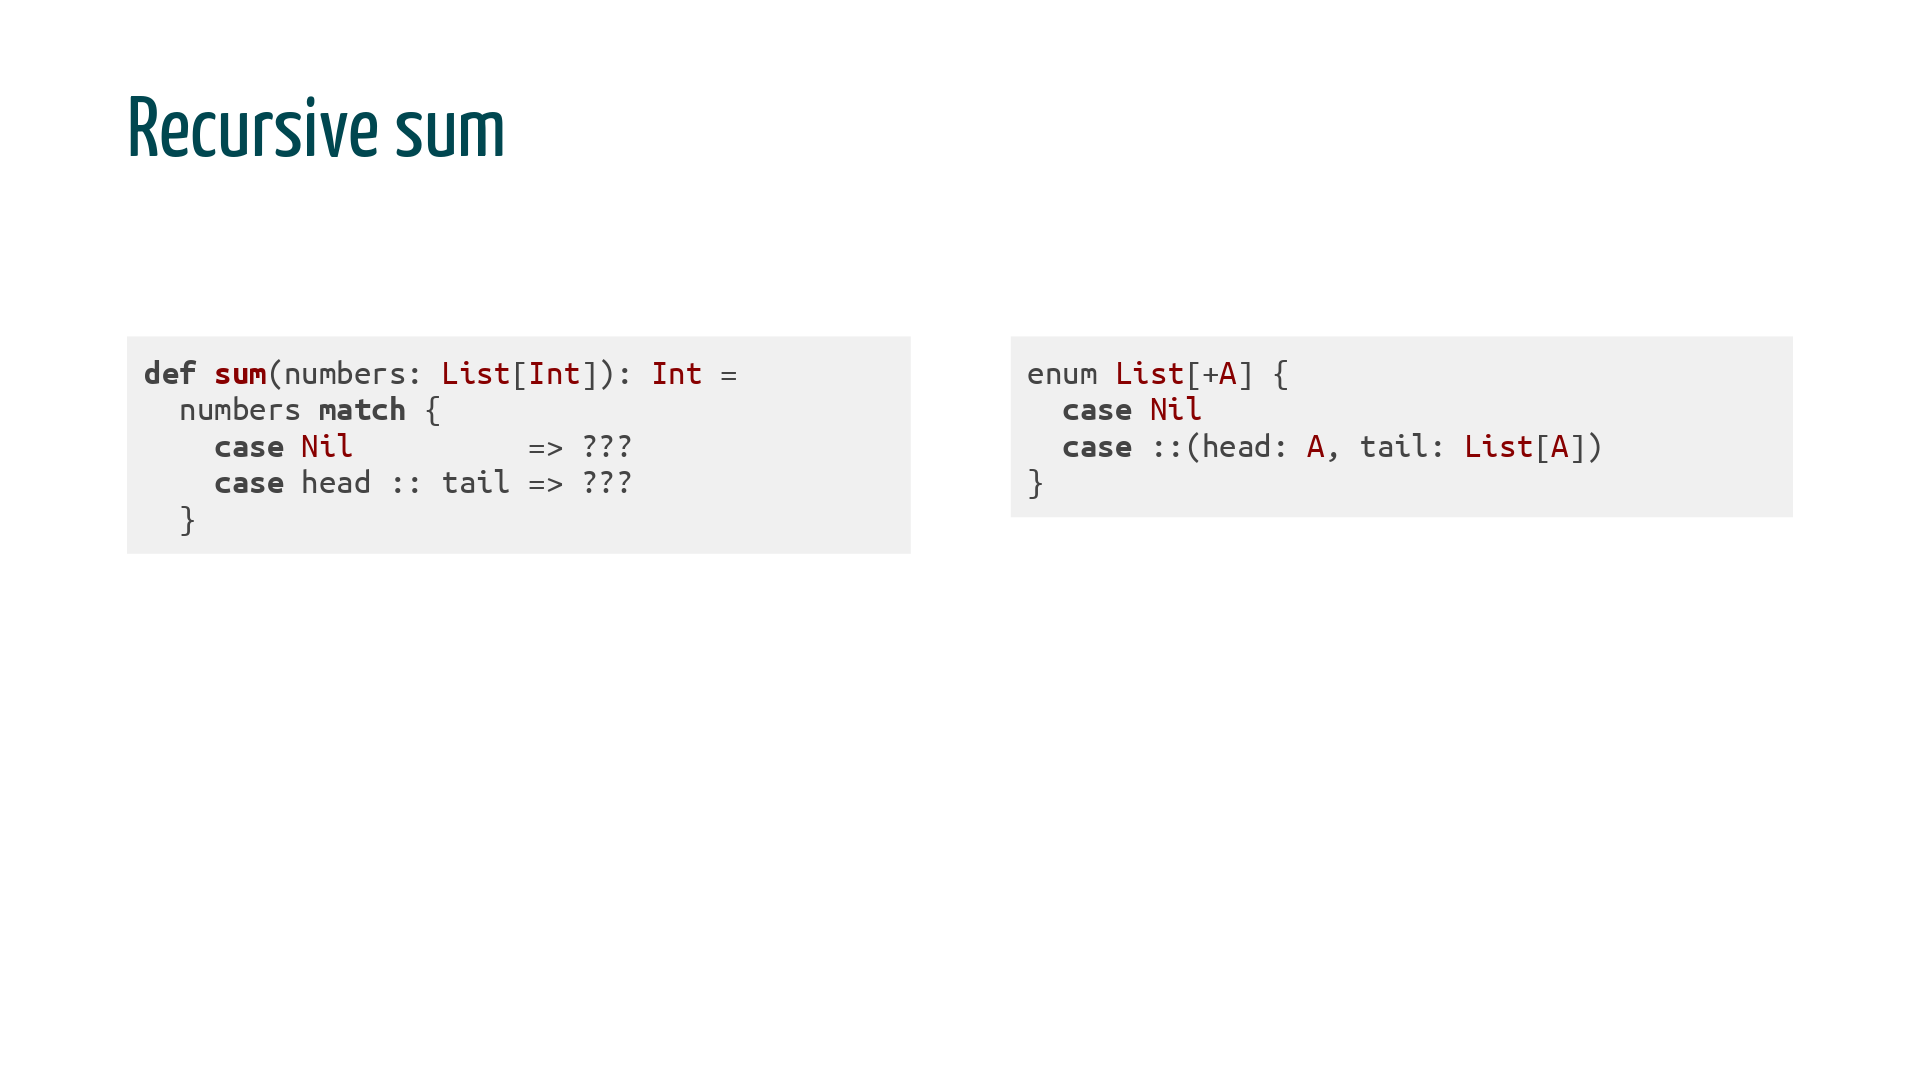 Recursive sum
def sum(numbers: List[Int]): Int =
  numbers match {
    case Nil          => ???
    case head :: tail => ???
  }
enum List[+A] {
  case Nil
  case ::(head: A, tail: List[A])
}